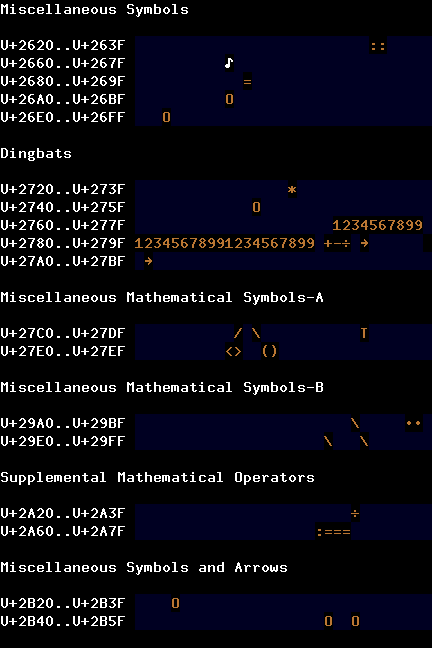 Miscellaneous Symbols
U+2620..U+263F ::
U+2660..U+267F ♪
U+2680..U+269F =
U+26A0..U+26BF O
U+26E0..U+26FF O
Dingbats
U+2720..U+273F *
U+2740..U+275F O
U+2760..U+277F 1234567899
U+2780..U+279F 12345678991234567899 +−÷ →
U+27A0..U+27BF →
Miscellaneous Mathematical Symbols-A
U+27C0..U+27DF / \ T
U+27E0..U+27EF <> ()
Miscellaneous Mathematical Symbols-B
U+29A0..U+29BF \ ••
U+29E0..U+29FF \ \
Supplemental Mathematical Operators
U+2A20..U+2A3F ÷
U+2A60..U+2A7F :===
Miscellaneous Symbols and Arrows
U+2B20..U+2B3F O
U+2B40..U+2B5F O O